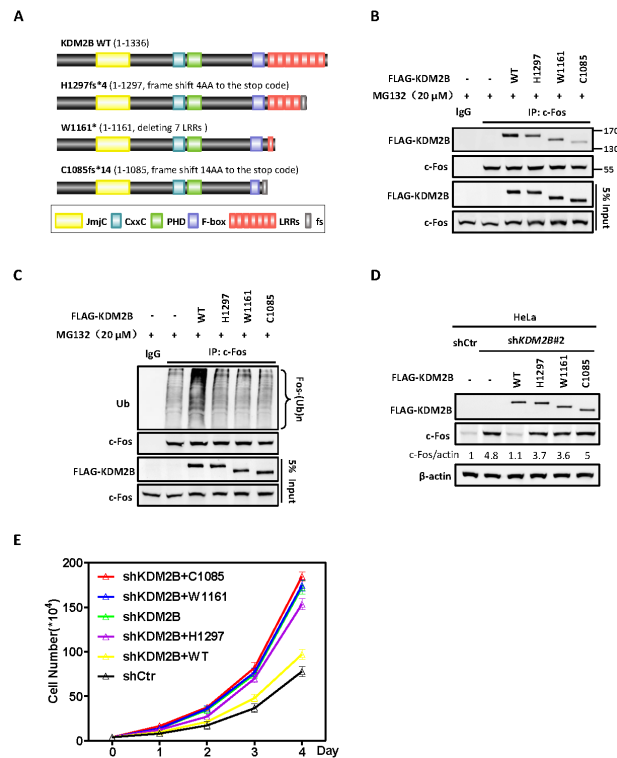 A
KDM2B WT (1-1336)
H1297fs*4 (1-1297, frame shift 4AA to the stop code)
W1161* (1-1161, deleting 7 LRRs )
C1085fs*14 (1-1085, frame shift 14AA to the stop code)
JmjC CxxC PHD F-box LRRs fs
B
FLAG-KDM2B - - WT H1297 W1161 C1085
MG132 (20 μM) + + + + + +
IgG IP: c-Fos
FLAG-KDM2B 170
130
c-Fos 55
FLAG-KDM2B
c-Fos
5% Input
C
FLAG-KDM2B - - WT H1297 W1161 C1085
MG132 (20 μM) + + + + + +
IgG IP: c-Fos
Ub Fos-(Ub)n
c-Fos
FLAG-KDM2B
c-Fos
5% Input
D
HeLa
shCtr shKDM2B#2
FLAG-KDM2B - - WT H1297 W1161 C1085
FLAG-KDM2B
c-Fos
c-Fos/actin 1 4.8 1.1 3.7 3.6 5
β-actin
E
Cell Number(*10⁴)
200
150
100
50
0
shKDM2B+C1085
shKDM2B+W1161
shKDM2B
shKDM2B+H1297
shKDM2B+WT
shCtr
0 1 2 3 4 Day